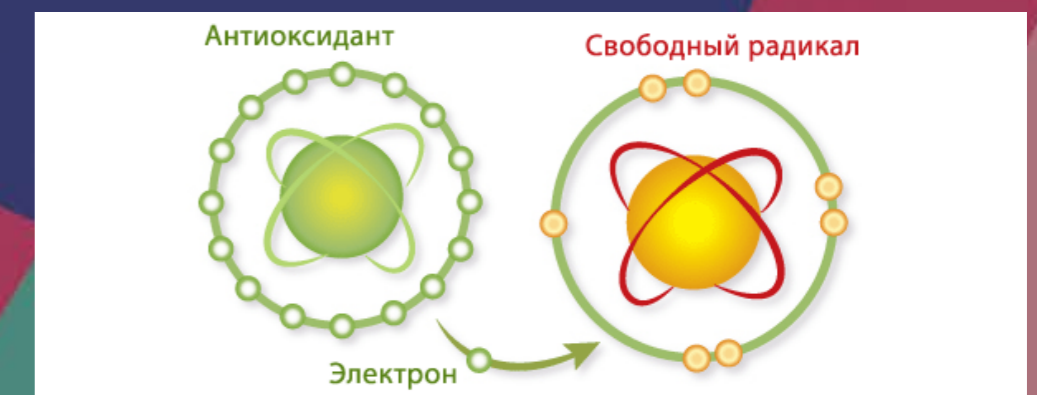 Антиоксидант
Свободный радикал
Электрон